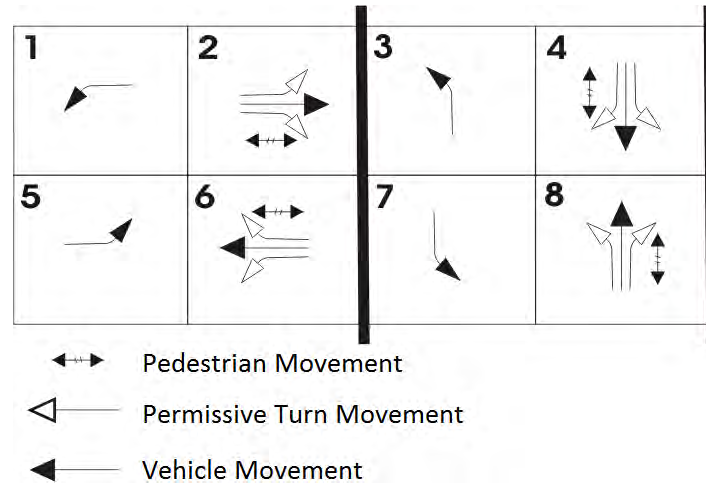 1 2 3 4
5 6 7 8
Pedestrian Movement
Permissive Turn Movement
Vehicle Movement